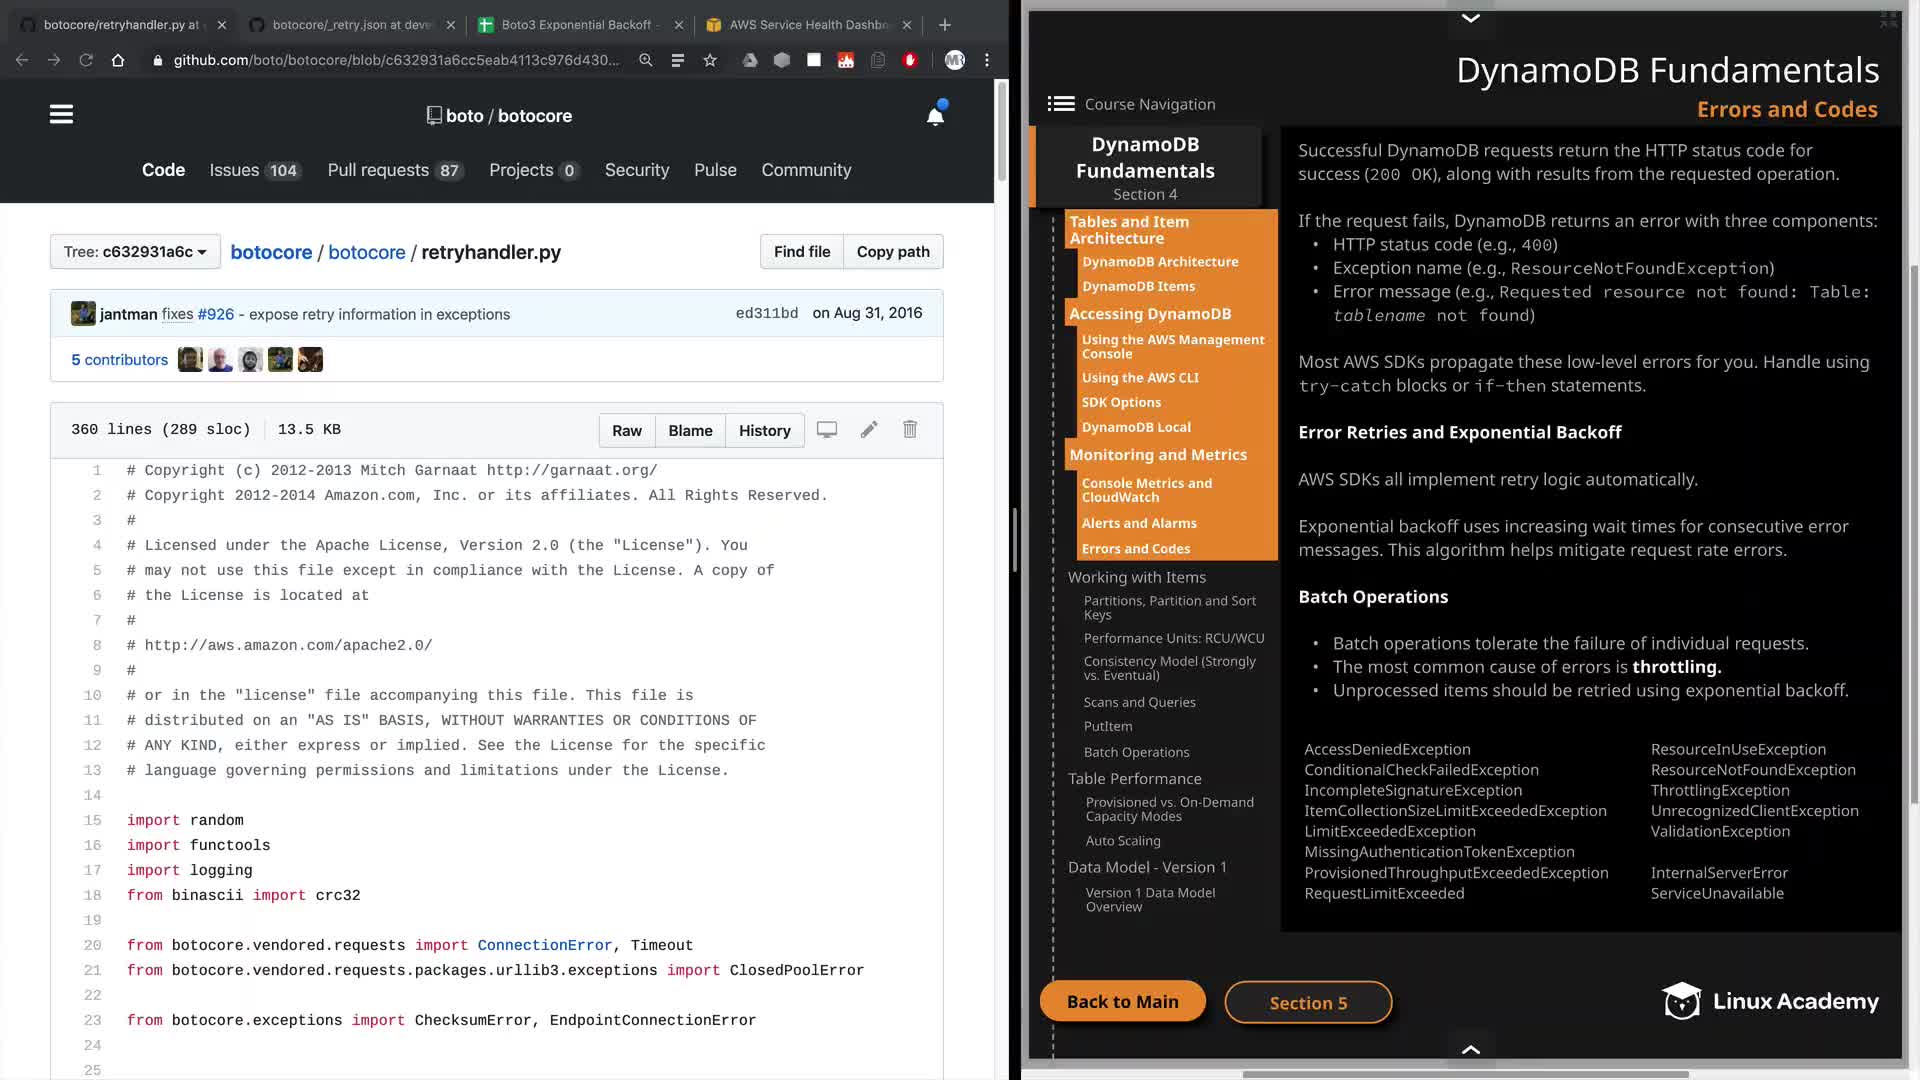 botocore/retryhandler.py at
botocore/_retry.json at deve
Boto3 Exponential Backoff -
AWS Service Health Dashbo
github.com/boto/botocore/blob/c632931a6cc5eab4113c976d430...
boto / botocore
Code Issues 104 Pull requests 87 Projects 0 Security Pulse Community
Tree: c632931a6c botocore / botocore / retryhandler.py Find file Copy path
jantman fixes #926 - expose retry information in exceptions ed311bd on Aug 31, 2016
5 contributors
360 lines (289 sloc) 13.5 KB Raw Blame History
1 # Copyright (c) 2012-2013 Mitch Garnaat http://garnaat.org/
2 # Copyright 2012-2014 Amazon.com, Inc. or its affiliates. All Rights Reserved.
3 #
4 # Licensed under the Apache License, Version 2.0 (the "License"). You
5 # may not use this file except in compliance with the License. A copy of
6 # the License is located at
7 #
8 # http://aws.amazon.com/apache2.0/
9 #
10 # or in the "license" file accompanying this file. This file is
11 # distributed on an "AS IS" BASIS, WITHOUT WARRANTIES OR CONDITIONS OF
12 # ANY KIND, either express or implied. See the License for the specific
13 # language governing permissions and limitations under the License.
14
15 import random
16 import functools
17 import logging
18 from binascii import crc32
19
20 from botocore.vendored.requests import ConnectionError, Timeout
21 from botocore.vendored.requests.packages.urllib3.exceptions import ClosedPoolError
22
23 from botocore.exceptions import ChecksumError, EndpointConnectionError
24
25
DynamoDB Fundamentals
Errors and Codes
Course Navigation
DynamoDB
Fundamentals
Section 4
Tables and Item
Architecture
DynamoDB Architecture
DynamoDB Items
Accessing DynamoDB
Using the AWS Management
Console
Using the AWS CLI
SDK Options
DynamoDB Local
Monitoring and Metrics
Console Metrics and
CloudWatch
Alerts and Alarms
Errors and Codes
Working with Items
Partitions, Partition and Sort
Keys
Performance Units: RCU/WCU
Consistency Model (Strongly
vs. Eventual)
Scans and Queries
PutItem
Batch Operations
Table Performance
Provisioned vs. On-Demand
Capacity Modes
Auto Scaling
Data Model - Version 1
Version 1 Data Model
Overview
Successful DynamoDB requests return the HTTP status code for
success (200 OK), along with results from the requested operation.
If the request fails, DynamoDB returns an error with three components:
• HTTP status code (e.g., 400)
• Exception name (e.g., ResourceNotFoundException)
• Error message (e.g., Requested resource not found: Table:
tablename not found)
Most AWS SDKs propagate these low-level errors for you. Handle using
try-catch blocks or if-then statements.
Error Retries and Exponential Backoff
AWS SDKs all implement retry logic automatically.
Exponential backoff uses increasing wait times for consecutive error
messages. This algorithm helps mitigate request rate errors.
Batch Operations
• Batch operations tolerate the failure of individual requests.
• The most common cause of errors is throttling.
• Unprocessed items should be retried using exponential backoff.
AccessDeniedException
ConditionalCheckFailedException
IncompleteSignatureException
ItemCollectionSizeLimitExceededException
LimitExceededException
MissingAuthenticationTokenException
ProvisionedThroughputExceededException
RequestLimitExceeded
ResourceInUseException
ResourceNotFoundException
ThrottlingException
UnrecognizedClientException
ValidationException
InternalServerError
ServiceUnavailable
Back to Main
Section 5
Linux Academy